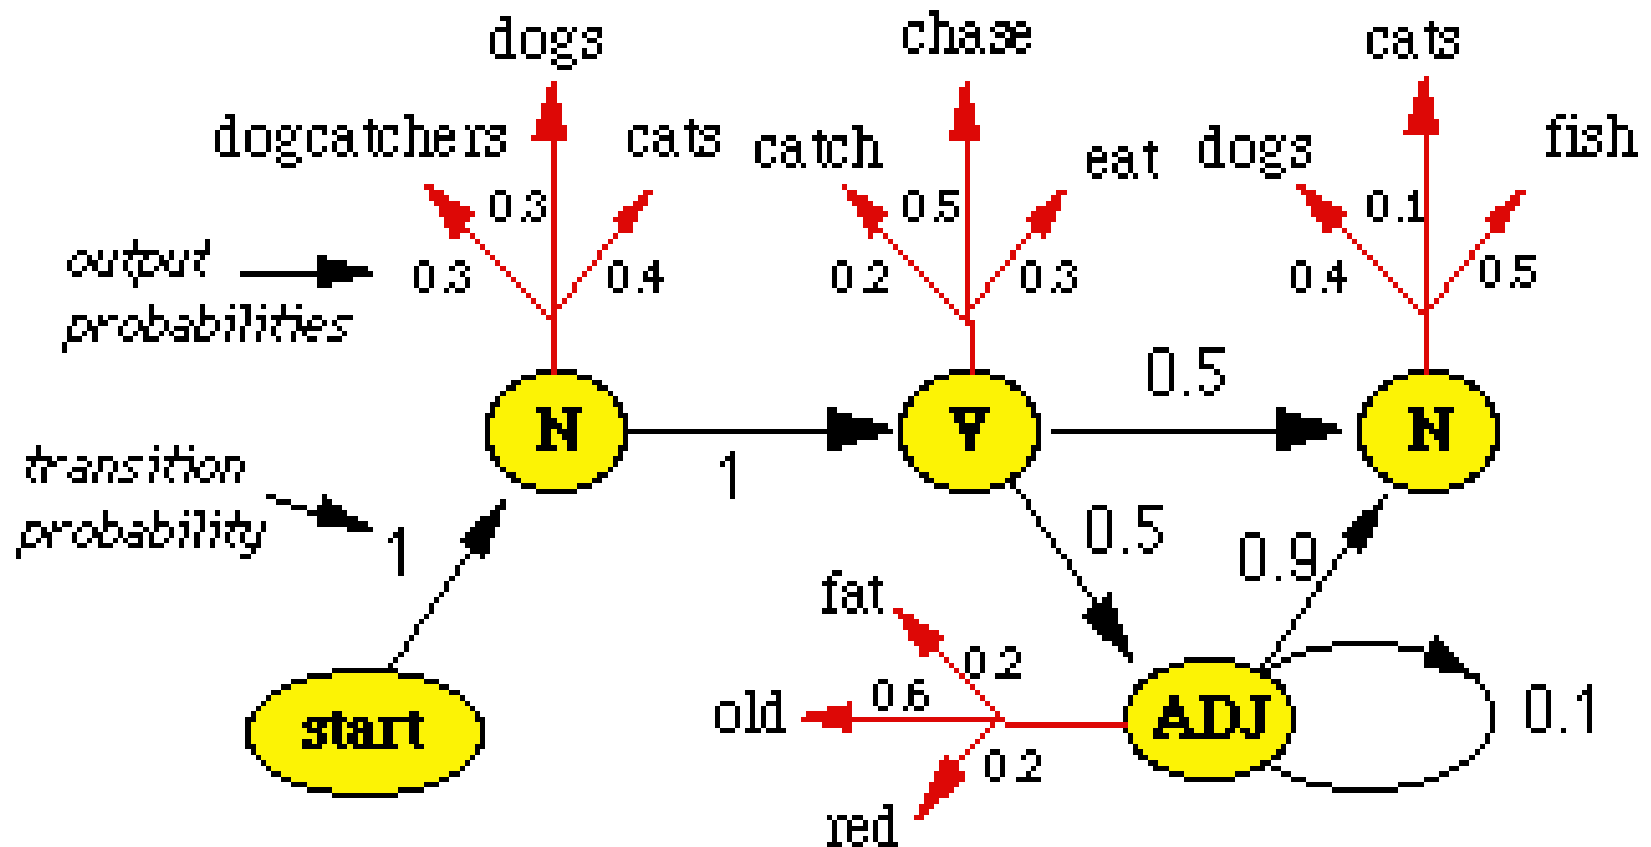 dogs
chase
cats
dogcatchers
cats
catch
eat
dogs
fish
0.3
0.5
0.1
output
probabilities
0.3
0.4
0.2
0.3
0.4
0.5
0.5
N
V
N
1
transition
probability
1
0.5
0.9
fat
0.2
old
0.6
start
ADJ
0.1
0.2
red